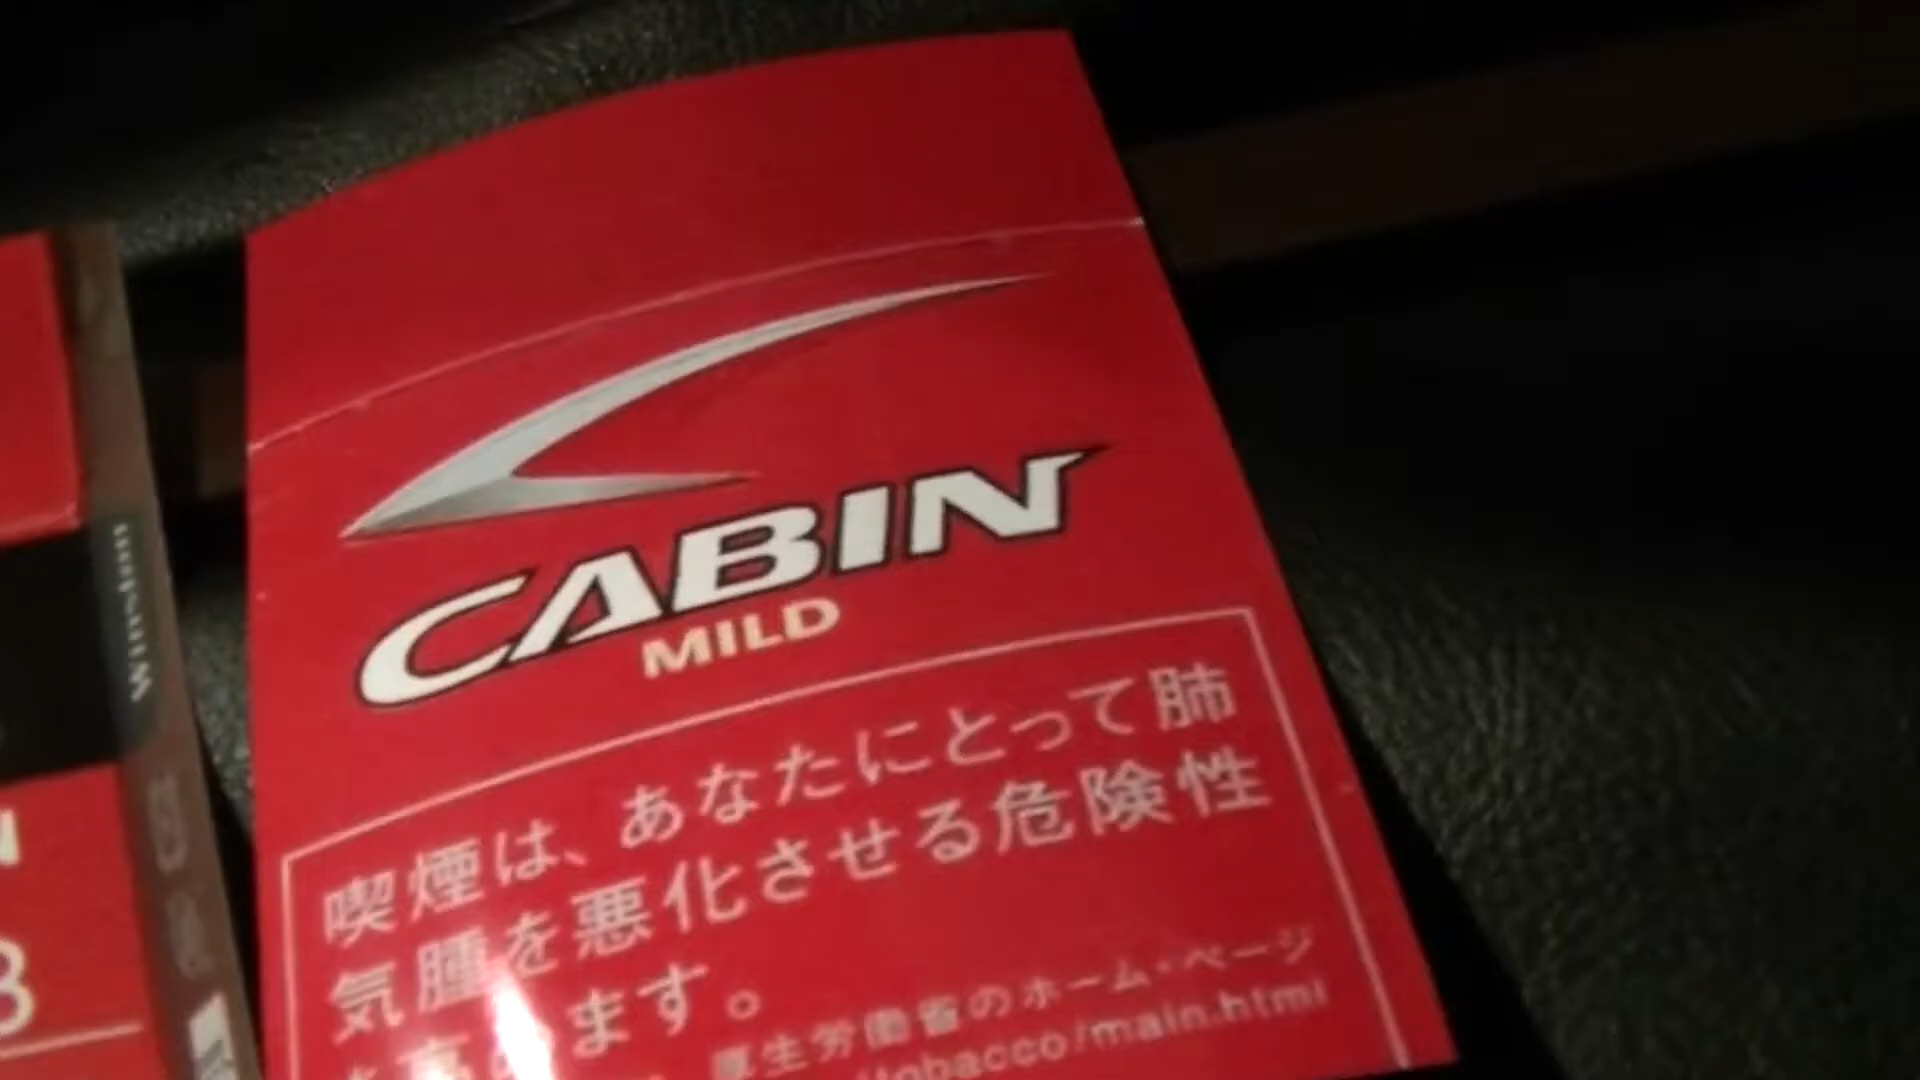 CABIN
MILD
喫煙は、あなたにとって肺
気腫を悪化させる危険性
を高めます。
厚生労働省のホーム・ページ
/tobacco/main.html
Winston
N
8